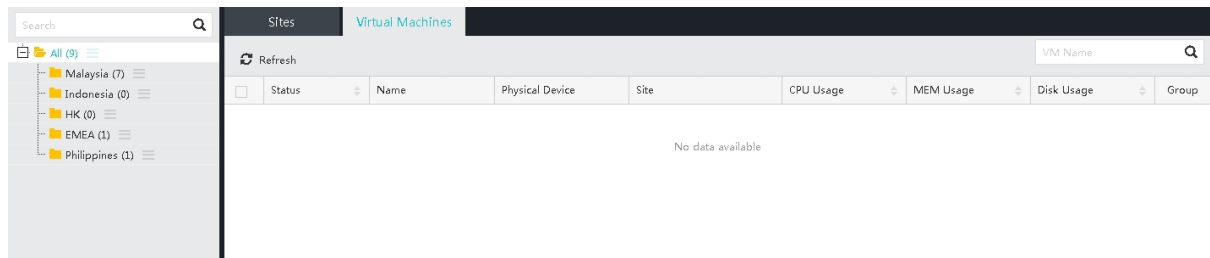 Search
All (9)
Malaysia (7)
Indonesia (0)
HK (0)
EMEA (1)
Philippines (1)
Sites Virtual Machines
Refresh VM Name
Status Name Physical Device Site CPU Usage MEM Usage Disk Usage Group
No data available